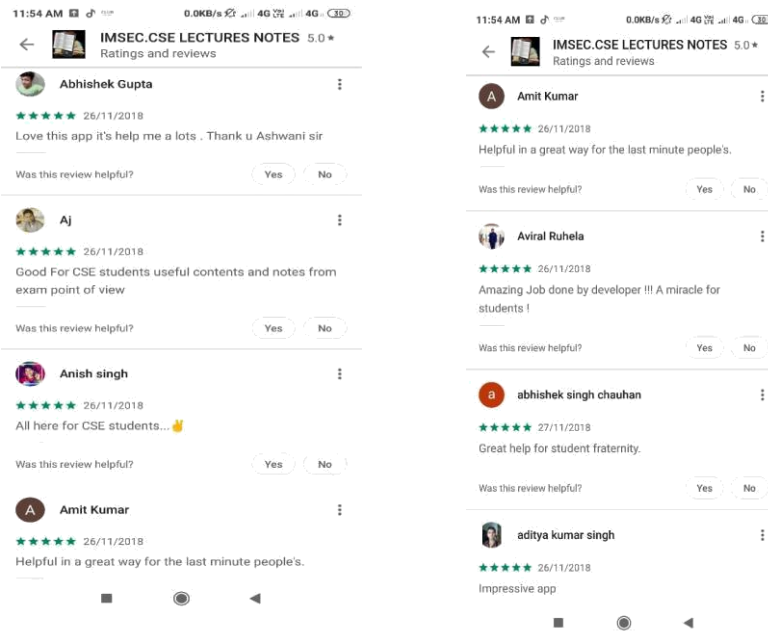 11:54 AM
0.0KB/s 4G 4G 30
IMSEC.CSE LECTURES NOTES 5.0★
Ratings and reviews
Abhishek Gupta
★★★★★ 26/11/2018
Love this app it's help me a lots . Thank u Ashwani sir
Was this review helpful? Yes No
Aj
★★★★★ 26/11/2018
Good For CSE students useful contents and notes from
exam point of view
Was this review helpful? Yes No
Anish singh
★★★★★ 26/11/2018
All here for CSE students...✌
Was this review helpful? Yes No
A Amit Kumar
★★★★★ 26/11/2018
Helpful in a great way for the last minute people's.
11:54 AM
0.0KB/s 4G 4G 30
IMSEC.CSE LECTURES NOTES 5.0★
Ratings and reviews
A Amit Kumar
★★★★★ 26/11/2018
Helpful in a great way for the last minute people's.
Was this review helpful? Yes No
Aviral Ruhela
★★★★★ 26/11/2018
Amazing Job done by developer !!! A miracle for
students !
Was this review helpful? Yes No
a abhishek singh chauhan
★★★★★ 27/11/2018
Great help for student fraternity.
Was this review helpful? Yes No
aditya kumar singh
★★★★★ 26/11/2018
Impressive app